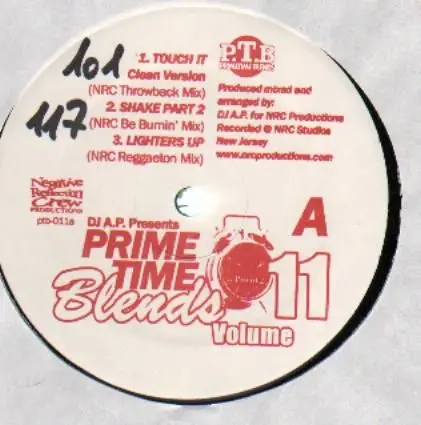 101
117
1. TOUCH IT
Clean Version
(NRC Throwback Mix)
2. SHAKE PART 2
(NRC Be Burnin' Mix)
3. LIGHTERS UP
(NRC Reggaeton Mix)
P.T.B
PRIMETIME BLENDS
Produced mixed and
arranged by:
DJ A.P. for NRC Productions
Recorded @ NRC Studios
New Jersey
www.nrcproductions.com
Negative
Reflection
Crew
PRODUCTIONS
ptb-011a
A
DJ A.P. Presents
PRIME
TIME
Blends
11
Volume